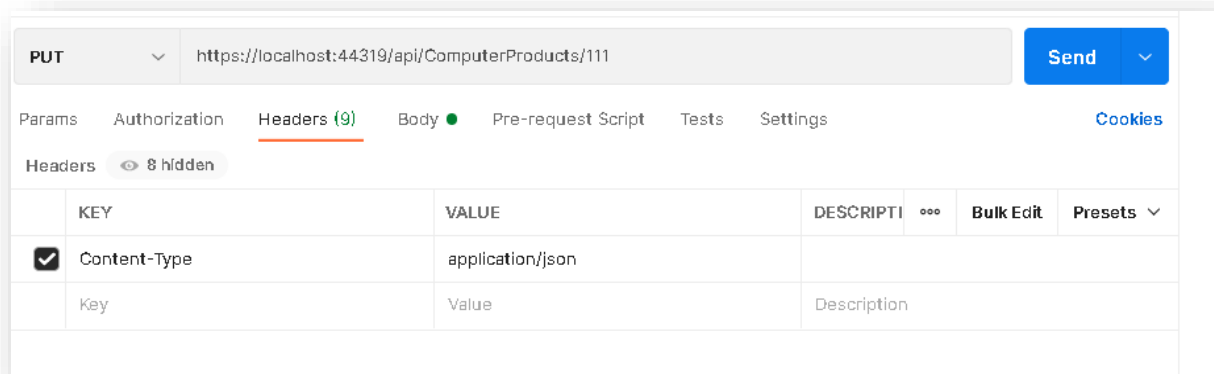 PUT https://localhost:44319/api/ComputerProducts/111 Send
Params Authorization Headers (9) Body Pre-request Script Tests Settings Cookies
Headers 8 hidden
KEY VALUE DESCRIPTI ooo Bulk Edit Presets
Content-Type application/json
Key Value Description